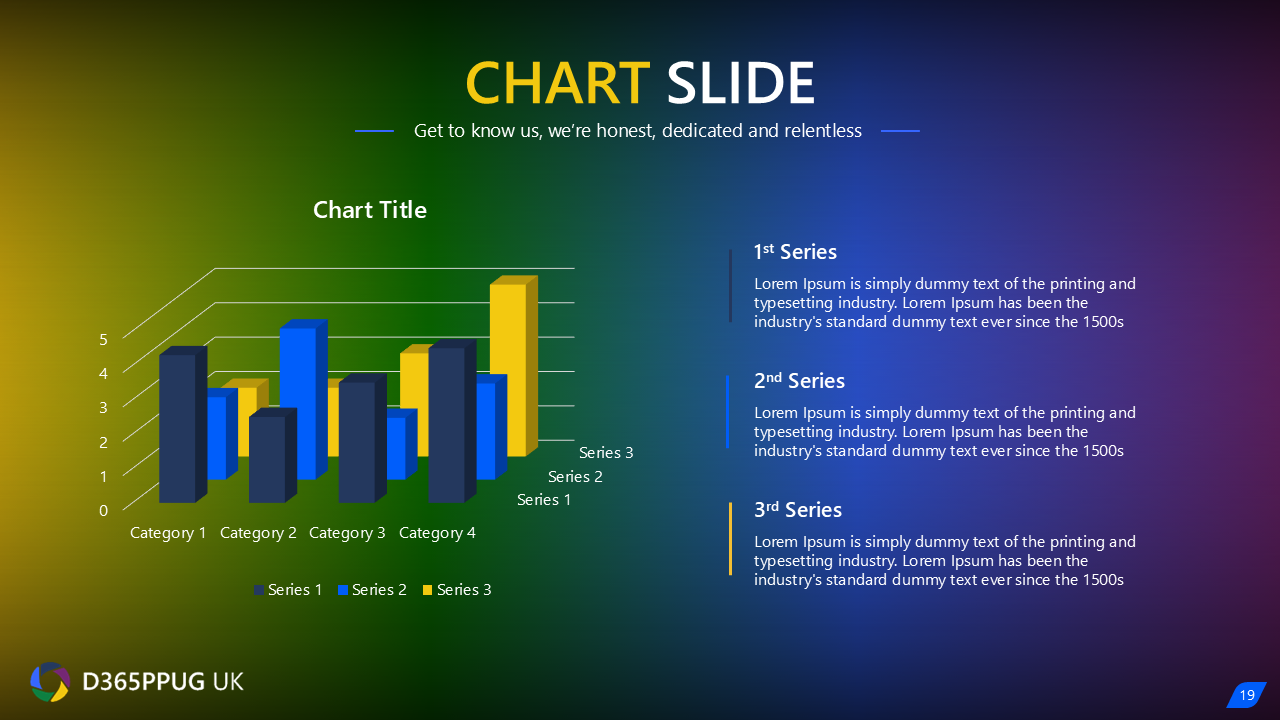 CHART SLIDE
Get to know us, we’re honest, dedicated and relentless
Chart Title
5
4
3
2
1
0
Series 3
Series 2
Series 1
Category 1 Category 2 Category 3 Category 4
Series 1 Series 2 Series 3
1st Series
Lorem Ipsum is simply dummy text of the printing and
typesetting industry. Lorem Ipsum has been the
industry's standard dummy text ever since the 1500s
2nd Series
Lorem Ipsum is simply dummy text of the printing and
typesetting industry. Lorem Ipsum has been the
industry's standard dummy text ever since the 1500s
3rd Series
Lorem Ipsum is simply dummy text of the printing and
typesetting industry. Lorem Ipsum has been the
industry's standard dummy text ever since the 1500s
D365PPUG UK
19